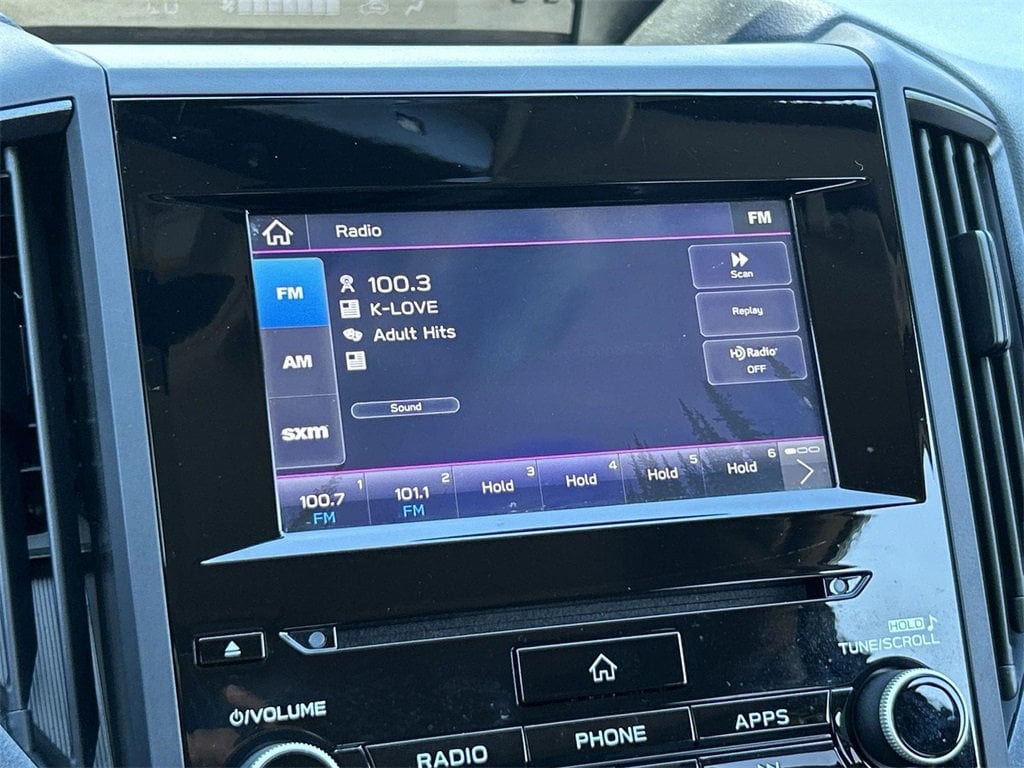 Radio FM
FM
100.3
K-LOVE
Adult Hits
Scan
Replay
HD Radio
OFF
AM
Sound
sxm
1 2 3 4 5 6
100.7 101.1 Hold Hold Hold Hold
FM FM
HOLD
TUNE/SCROLL
/VOLUME
RADIO PHONE APPS